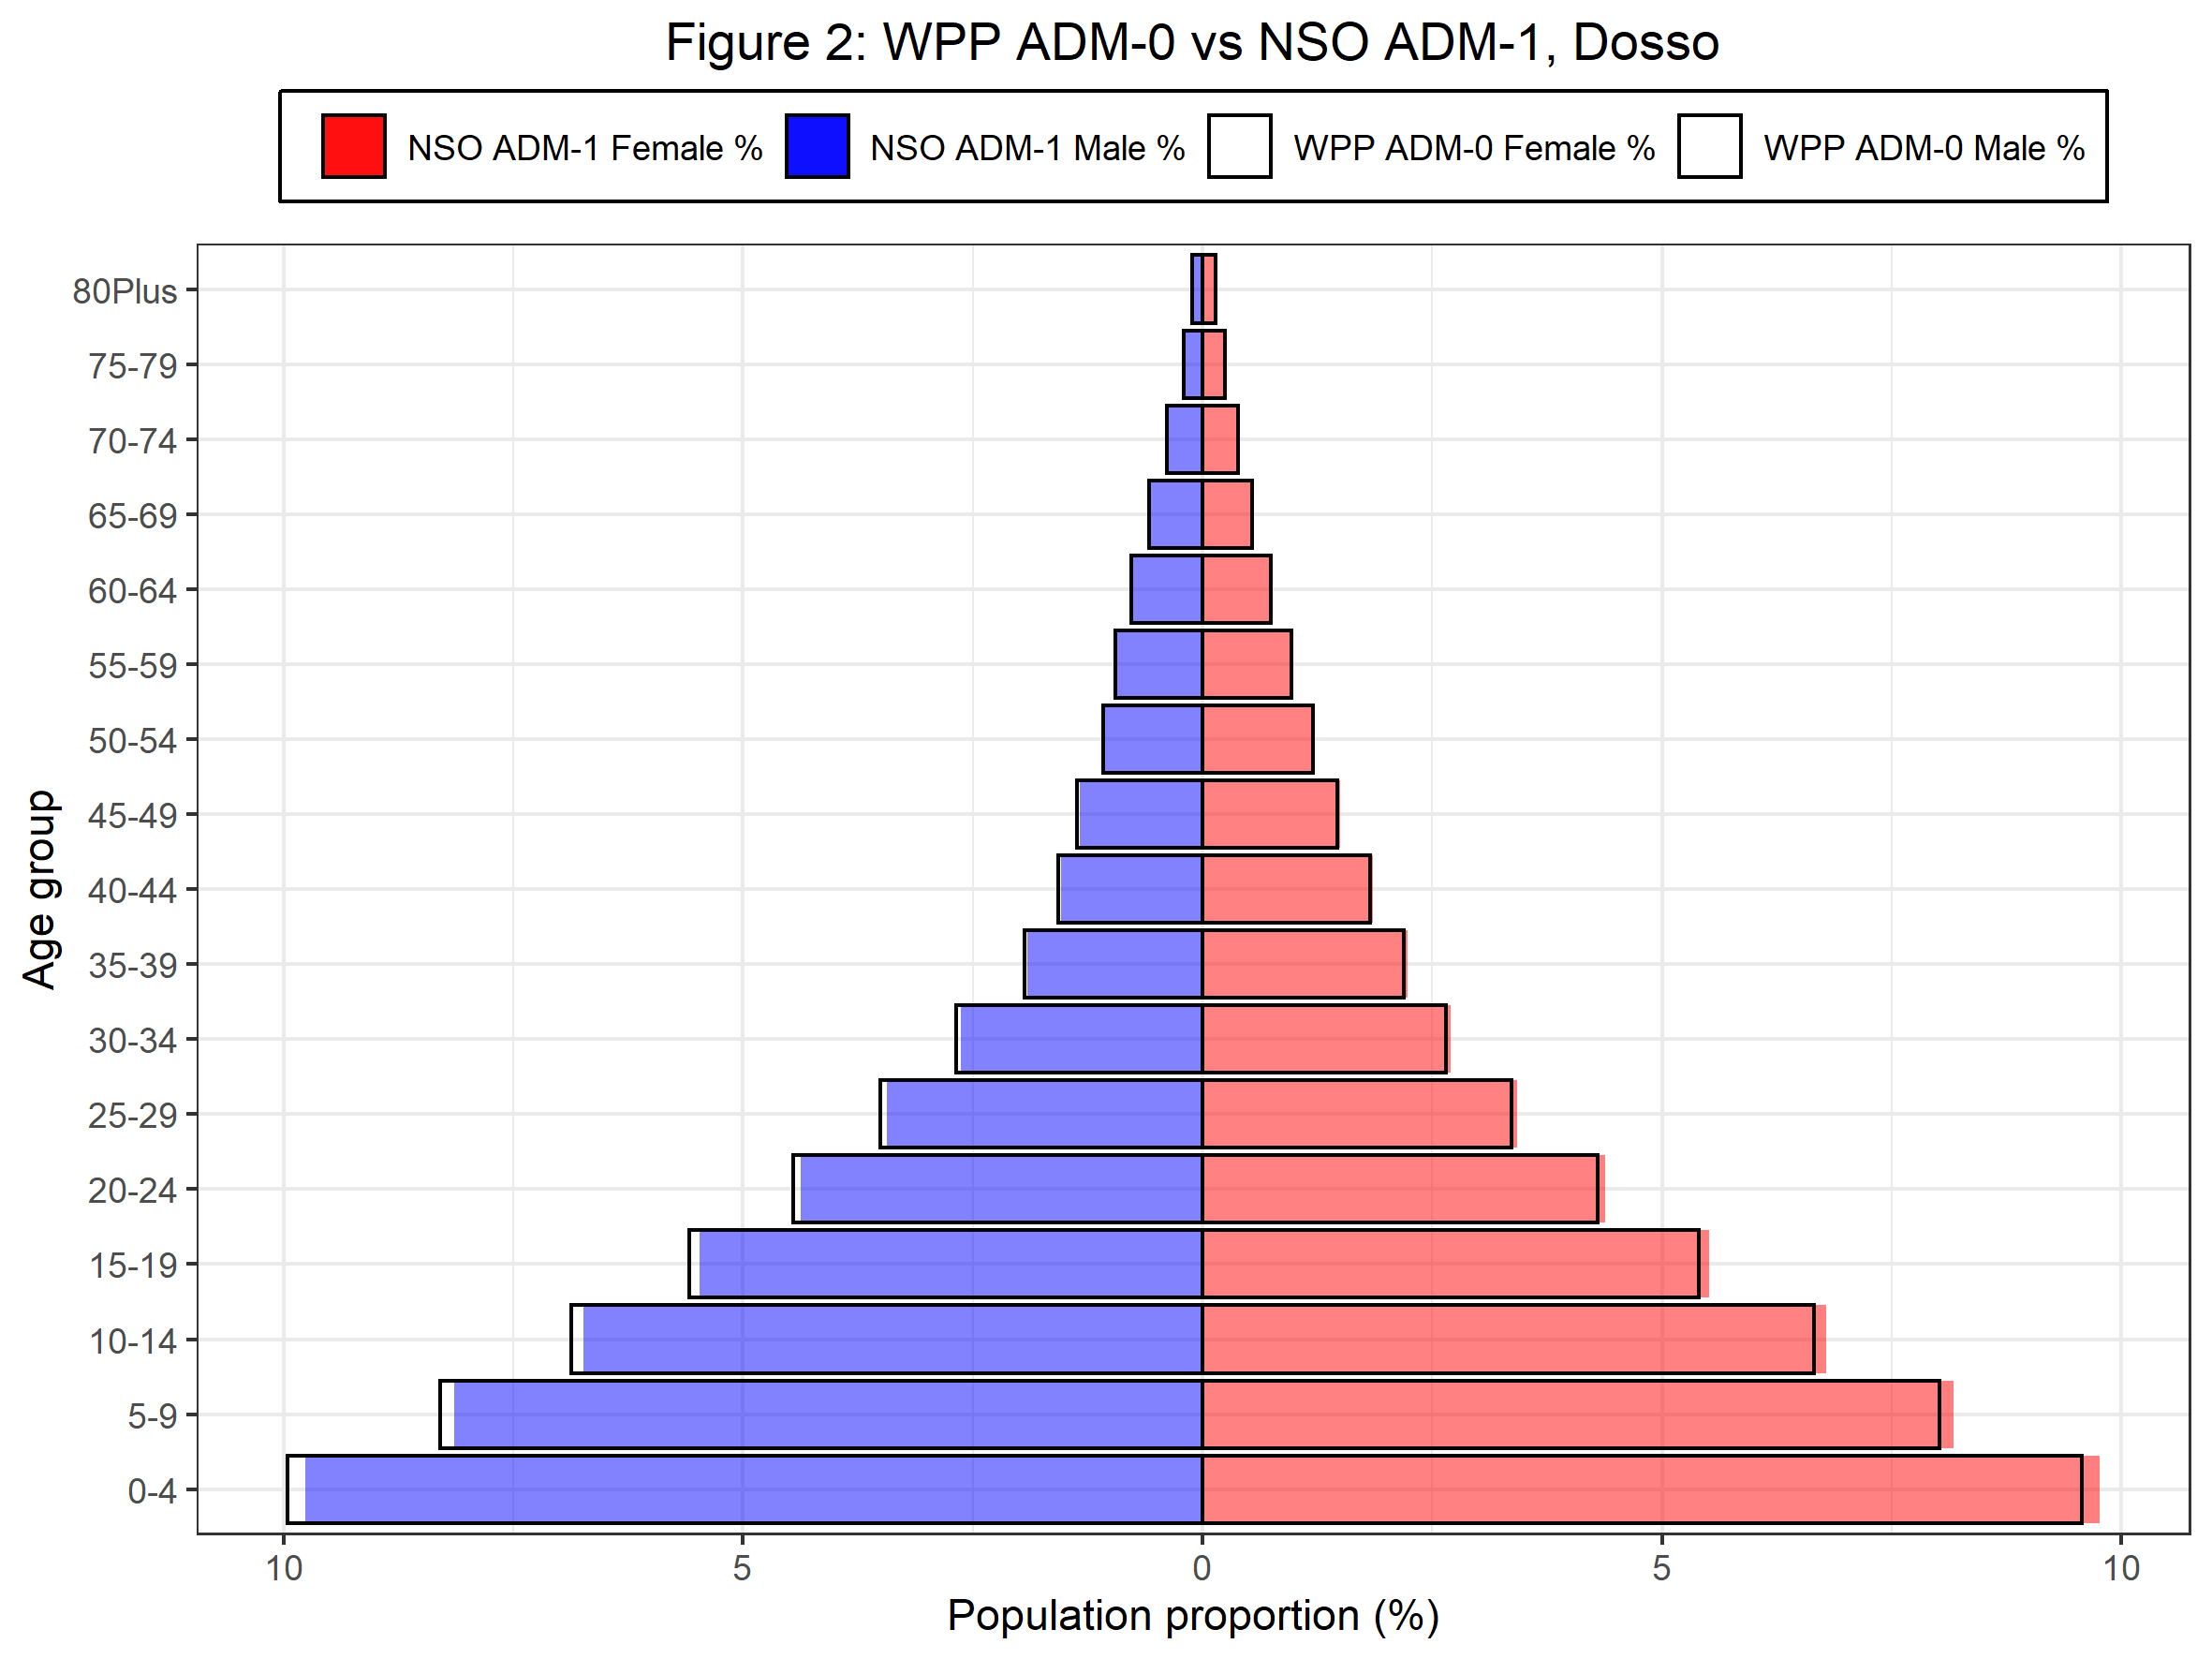 Figure 2: WPP ADM-0 vs NSO ADM-1, Dosso
NSO ADM-1 Female % NSO ADM-1 Male % WPP ADM-0 Female % WPP ADM-0 Male %
Age group
80Plus
75-79
70-74
65-69
60-64
55-59
50-54
45-49
40-44
35-39
30-34
25-29
20-24
15-19
10-14
5-9
0-4
10 5 0 5 10
Population proportion (%)